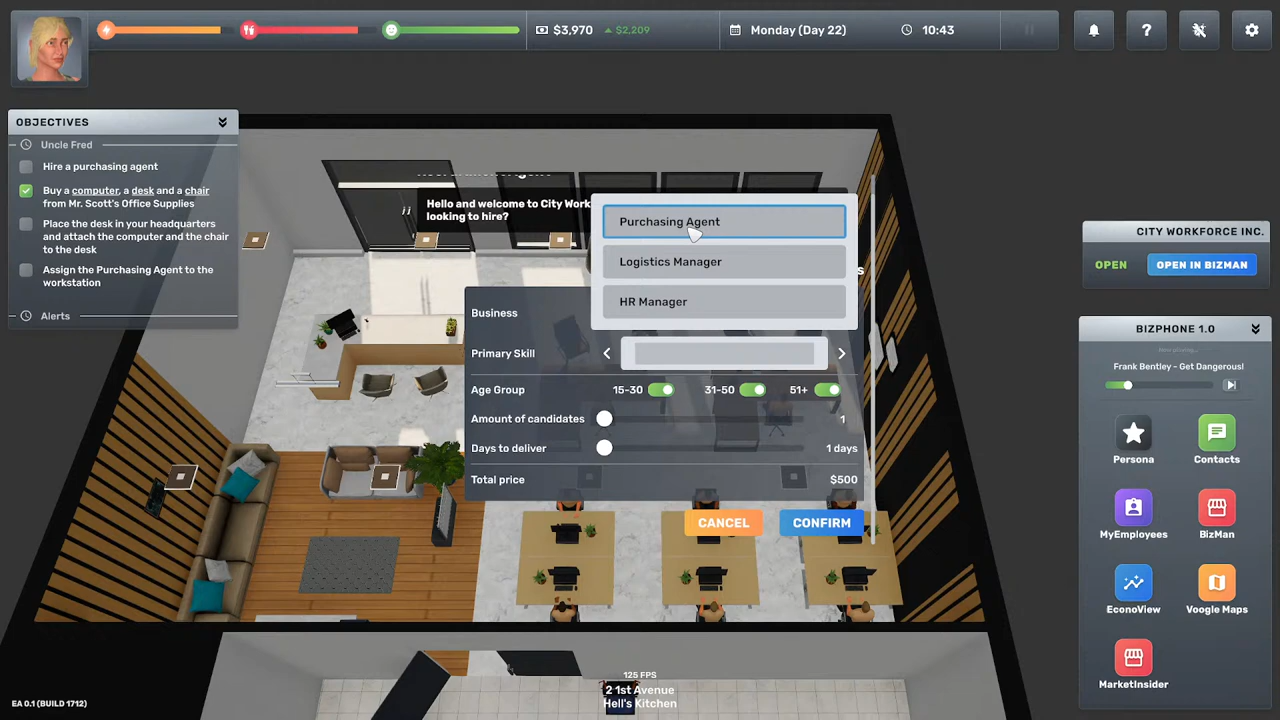 $3,970
$2,209
Monday (Day 22)
10:43
OBJECTIVES
Uncle Fred
Hire a purchasing agent
Buy a computer, a desk and a chair
from Mr. Scott's Office Supplies
Place the desk in your headquarters
and attach the computer and the chair
to the desk
Assign the Purchasing Agent to the
workstation
Alerts
Hello and welcome to City Work
looking to hire?
Purchasing Agent
Logistics Manager
HR Manager
Business
Primary Skill
Age Group
15-30
31-50
51+
Amount of candidates
1
Days to deliver
1 days
Total price
$500
CANCEL
CONFIRM
CITY WORKFORCE INC.
OPEN
OPEN IN BIZMAN
BIZPHONE 1.0
Frank Bentley - Get Dangerous!
Persona
Contacts
MyEmployees
BizMan
EconoView
Voogle Maps
MarketInsider
125 FPS
2 1st Avenue
Hell's Kitchen
EA 0.1 (BUILD 1712)